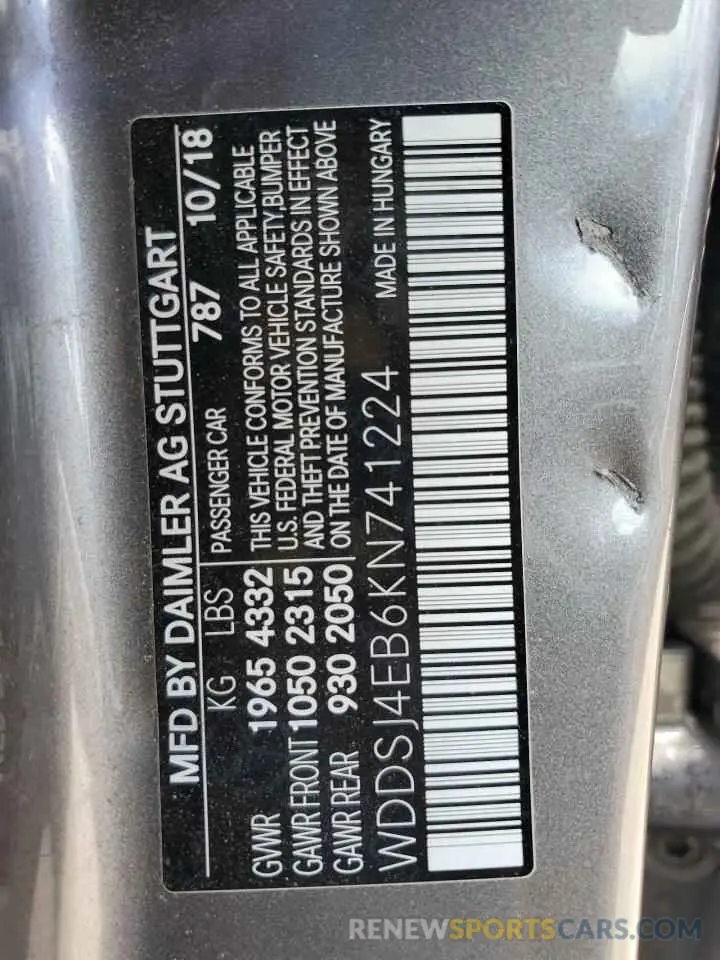 MFD BY DAIMLER AG STUTTGART
KG LBS PASSENGER CAR 787 10/18
GVWR 1965 4332 THIS VEHICLE CONFORMS TO ALL APPLICABLE
GAWR FRONT 1050 2315 U.S. FEDERAL MOTOR VEHICLE SAFETY,BUMPER
AND THEFT PREVENTION STANDARDS IN EFFECT
GAWR REAR 930 2050 ON THE DATE OF MANUFACTURE SHOWN ABOVE
WDDSJ4EB6KN741224 MADE IN HUNGARY
RENEWSPORTSCARS.COM